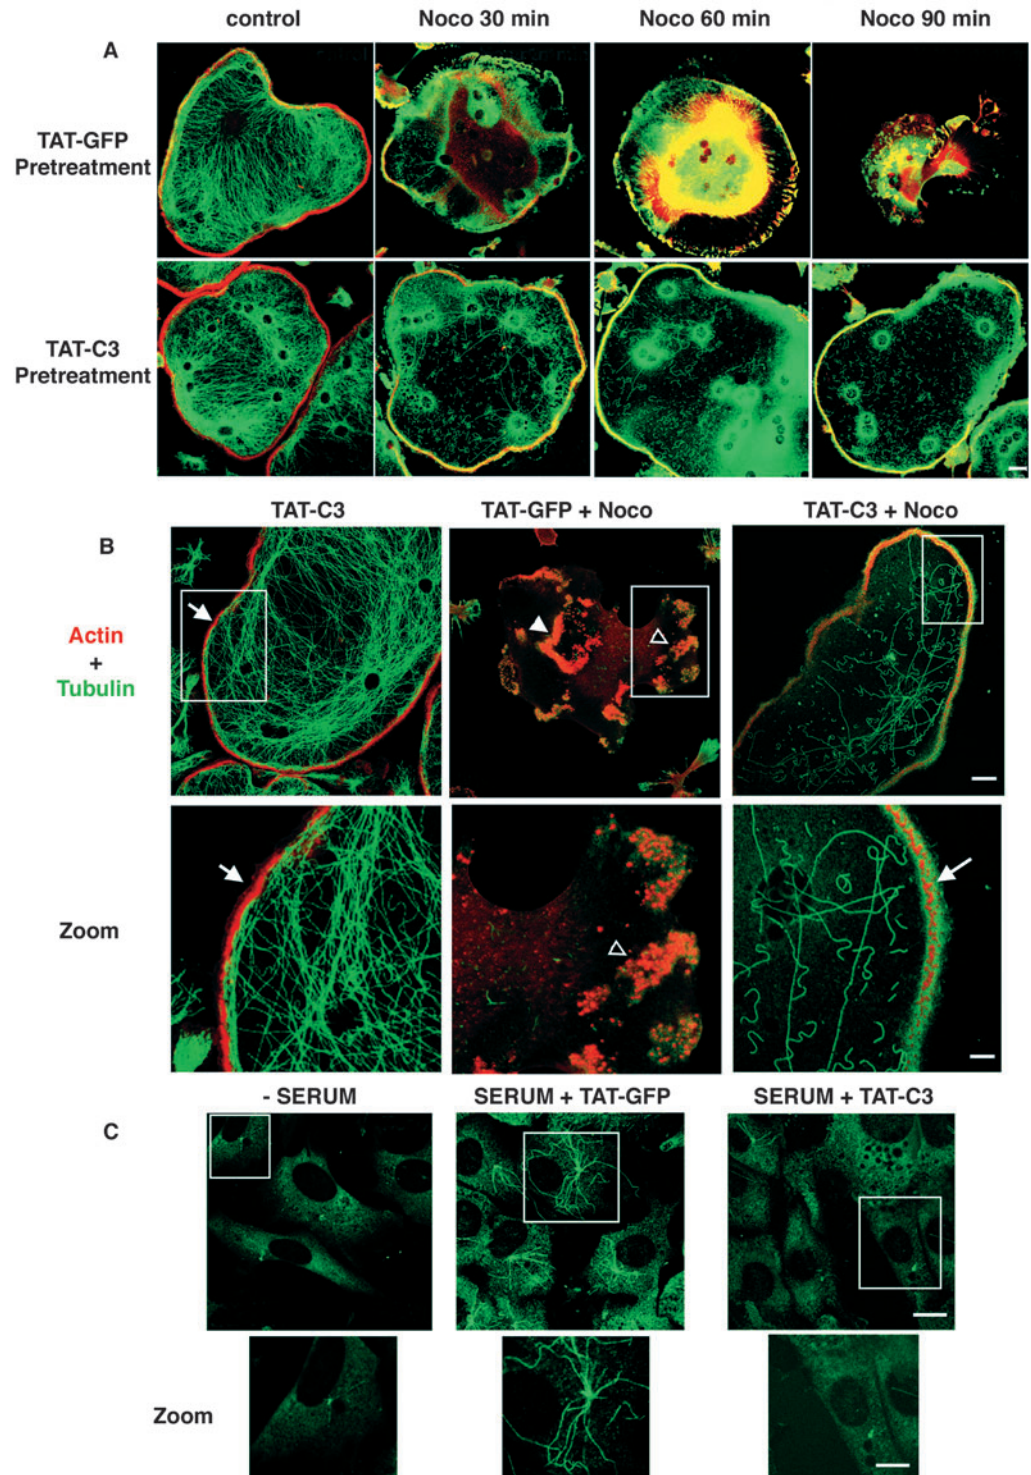 control Noco 30 min Noco 60 min Noco 90 min
A
TAT-GFP
Pretreatment
TAT-C3
Pretreatment
TAT-C3 TAT-GFP + Noco TAT-C3 + Noco
B
Actin
+
Tubulin
Zoom
- SERUM SERUM + TAT-GFP SERUM + TAT-C3
C
Zoom